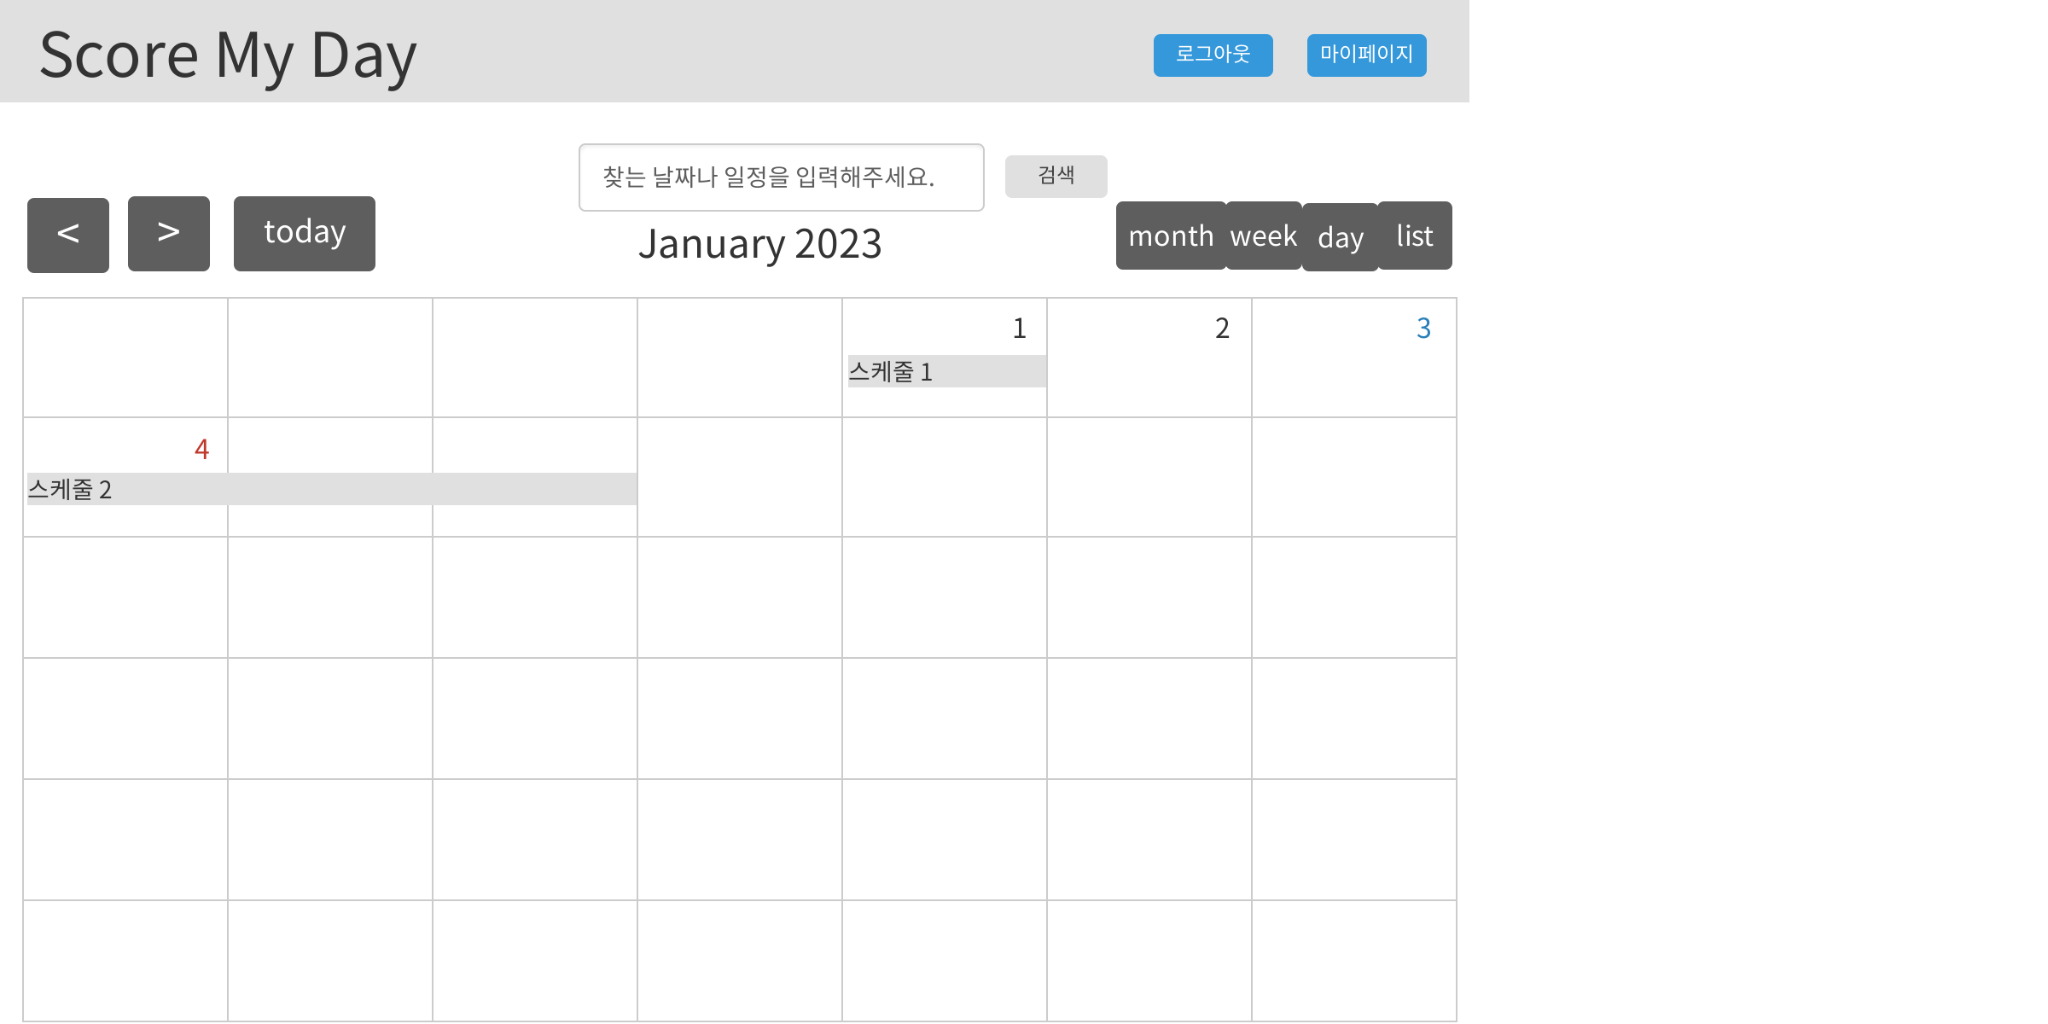 Score My Day
로그아웃
마이페이지
찾는 날짜나 일정을 입력해주세요.
검색
<
>
today
January 2023
month
week
day
list
1
2
3
스케줄 1
4
스케줄 2